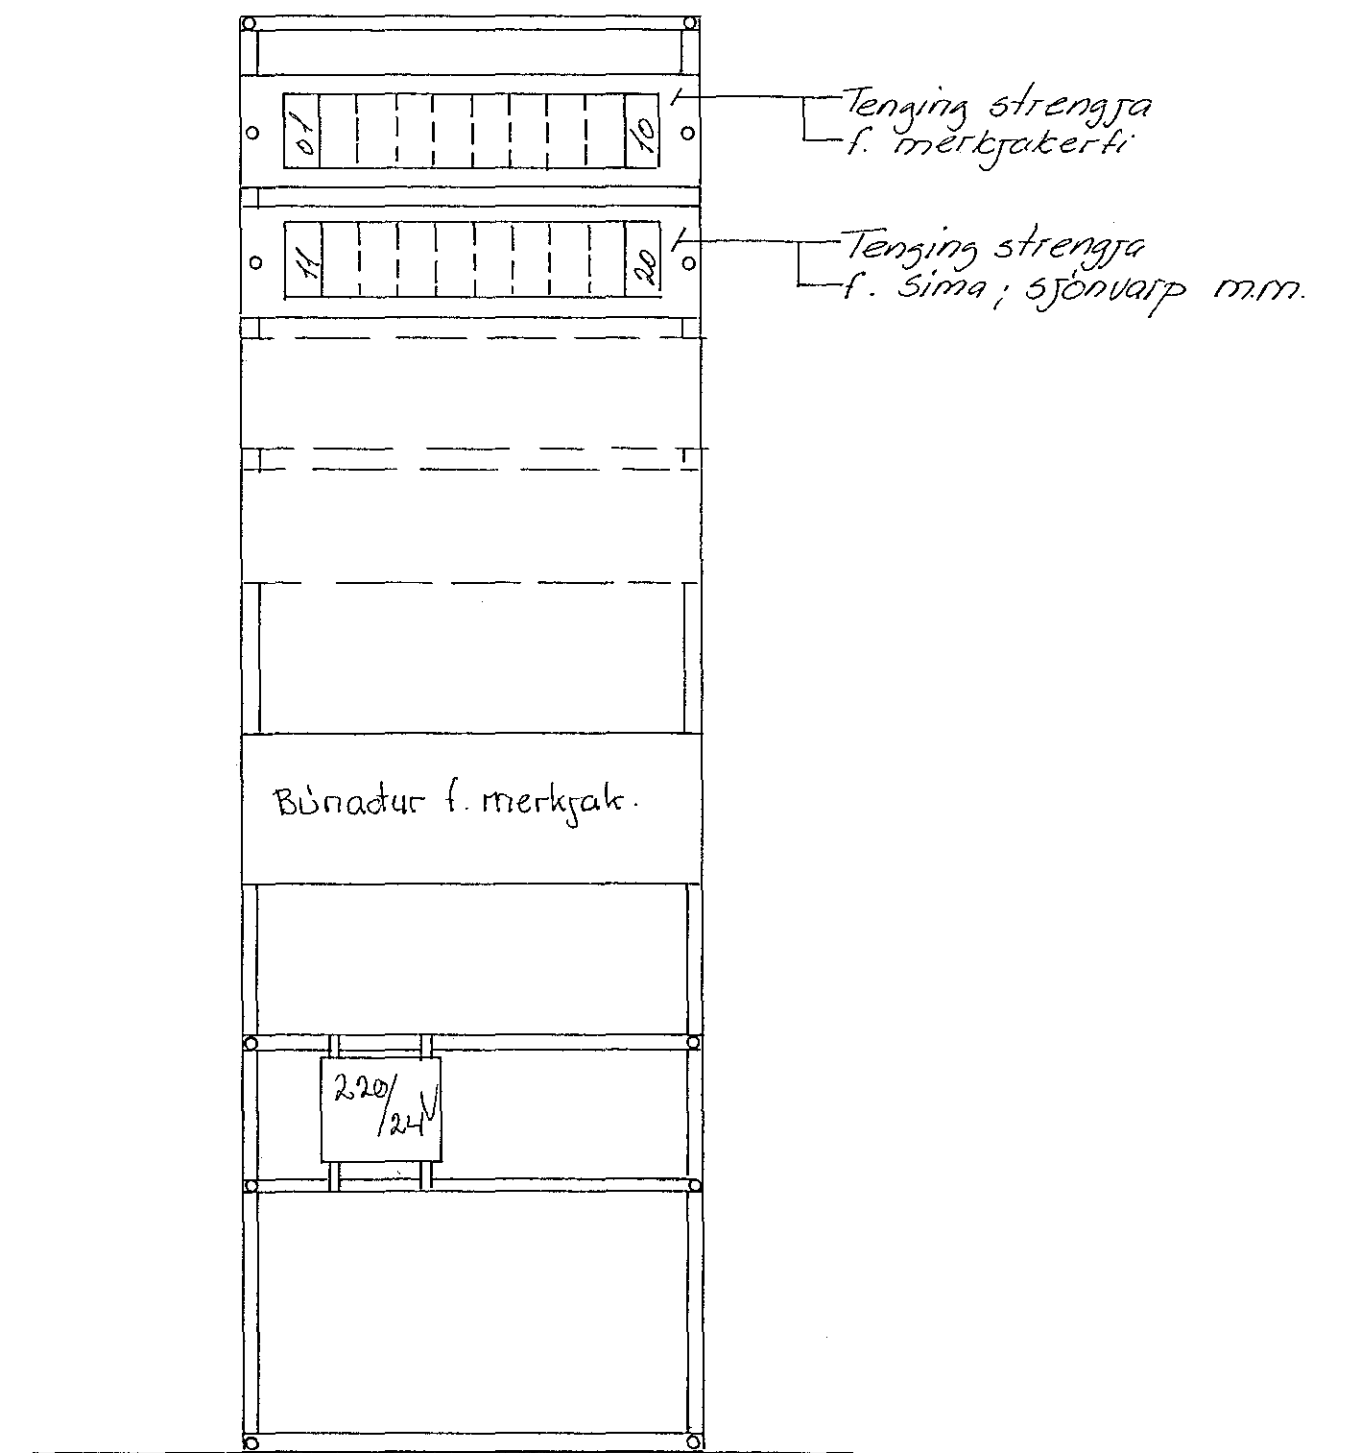 01 10
Tenging strengja
f. merkjakerfi
11 20
Tenging strengja
f. síma ; sjónvarp m.m.
Búnaður f. merkjak.
220/24V